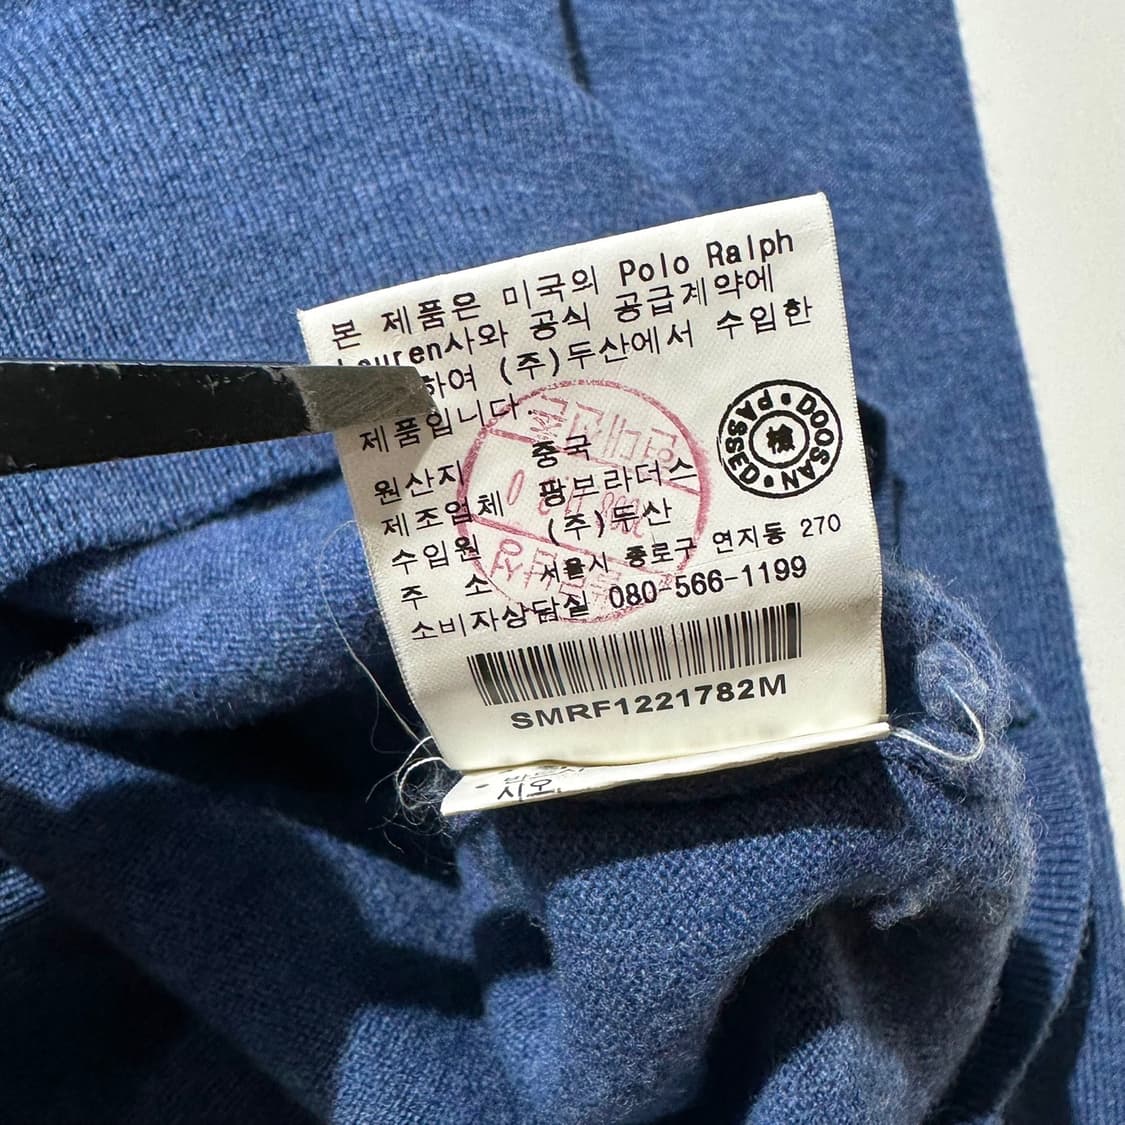 본 제품은 미국의 Polo Ralph
Lauren사와 공식 공급계약에
하여 (주)두산에서 수입한
제품입니다.
원산지 중국
제조업체 팡브라더스
수입원 (주)두산
주 소 서울시 종로구 연지동 270
소비자상담실 080-566-1199
DOOSAN • PASSED •
檢
SMRF1221782M
시오